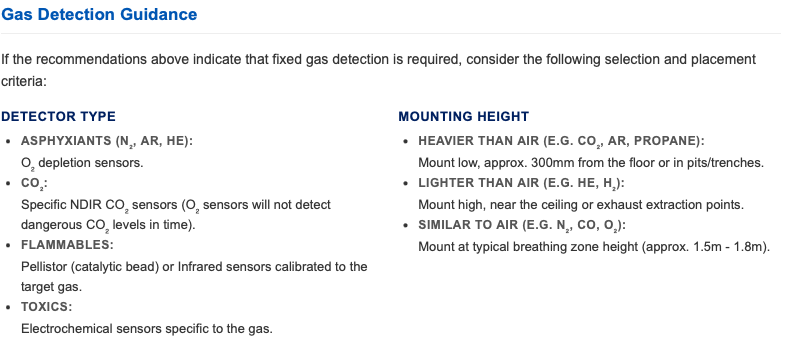 Gas Detection Guidance
If the recommendations above indicate that fixed gas detection is required, consider the following selection and placement
criteria:
DETECTOR TYPE
• ASPHYXIANTS (N₂, AR, HE):
O₂ depletion sensors.
• CO₂:
Specific NDIR CO₂ sensors (O₂ sensors will not detect
dangerous CO₂ levels in time).
• FLAMMABLES:
Pellistor (catalytic bead) or Infrared sensors calibrated to the
target gas.
• TOXICS:
Electrochemical sensors specific to the gas.
MOUNTING HEIGHT
• HEAVIER THAN AIR (E.G. CO₂, AR, PROPANE):
Mount low, approx. 300mm from the floor or in pits/trenches.
• LIGHTER THAN AIR (E.G. HE, H₂):
Mount high, near the ceiling or exhaust extraction points.
• SIMILAR TO AIR (E.G. N₂, CO, O₂):
Mount at typical breathing zone height (approx. 1.5m - 1.8m).